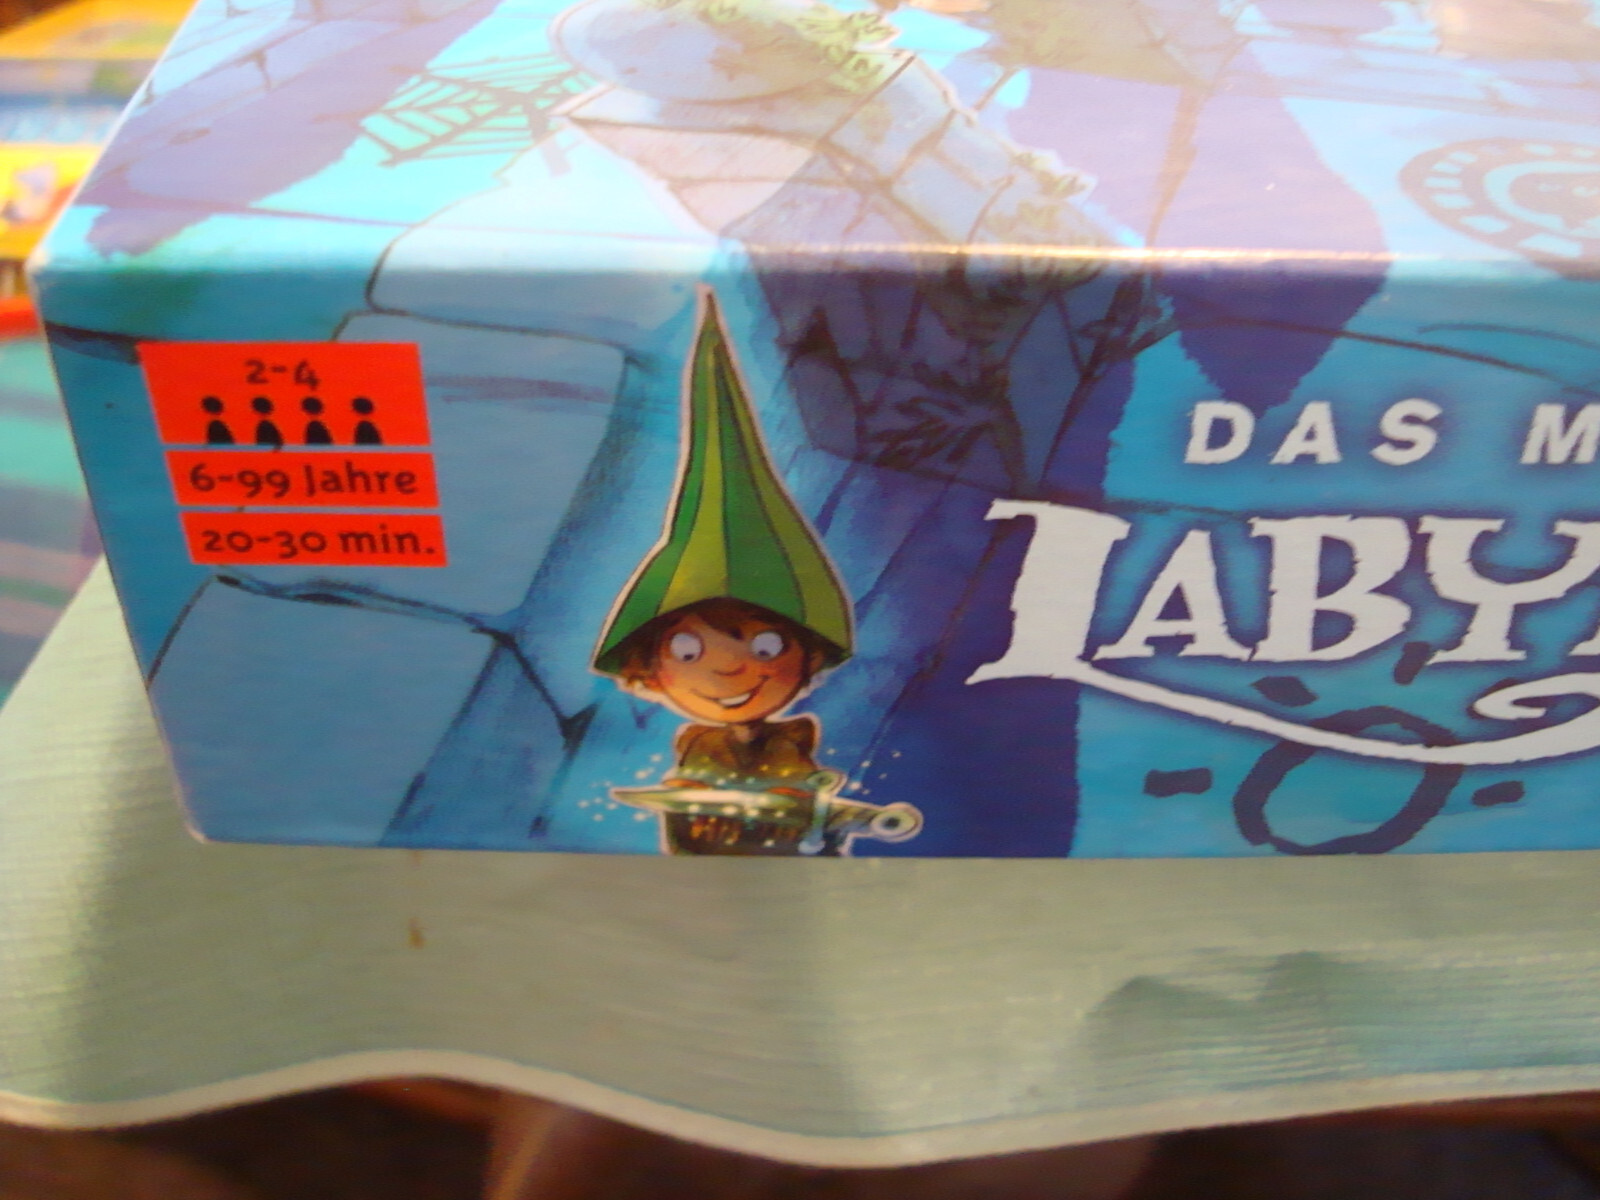 2-4
6-99 Jahre
20-30 min.
DAS M
LABY